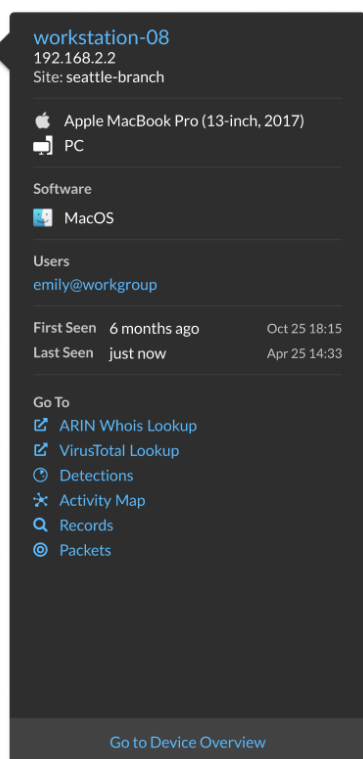 workstation-08
192.168.2.2
Site: seattle-branch
Apple MacBook Pro (13-inch, 2017)
PC
Software
MacOS
Users
emily@workgroup
First Seen 6 months ago Oct 25 18:15
Last Seen just now Apr 25 14:33
Go To
ARIN Whois Lookup
VirusTotal Lookup
Detections
Activity Map
Records
Packets
Go to Device Overview